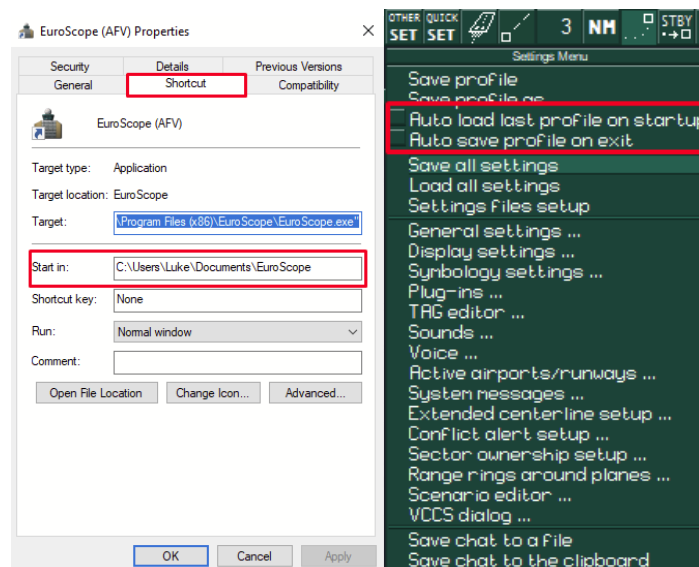 EuroScope (AFV) Properties
Security Details Previous Versions
General Shortcut Compatibility
EuroScope (AFV)
Target type: Application
Target location: EuroScope
Target: \Program Files (x86)\EuroScope\EuroScope.exe"
Start in: C:\Users\Luke\Documents\EuroScope
Shortcut key: None
Run: Normal window
Comment:
Open File Location Change Icon... Advanced...
OK Cancel Apply
OTHER SET QUICK SET 3 NM STBY
Settings Menu
Save profile
Save profile as
Auto load last profile on startup
Auto save profile on exit
Save all settings
Load all settings
Settings files setup
General settings ...
Display settings ...
Symbology settings ...
Plug-ins ...
TAG editor ...
Sounds ...
Voice ...
Active airports/runways ...
System messages ...
Extended centerline setup ...
Conflict alert setup ...
Sector ownership setup ...
Range rings around planes ...
Scenario editor ...
VCCS dialog ...
Save chat to a file
Save chat to the clipboard